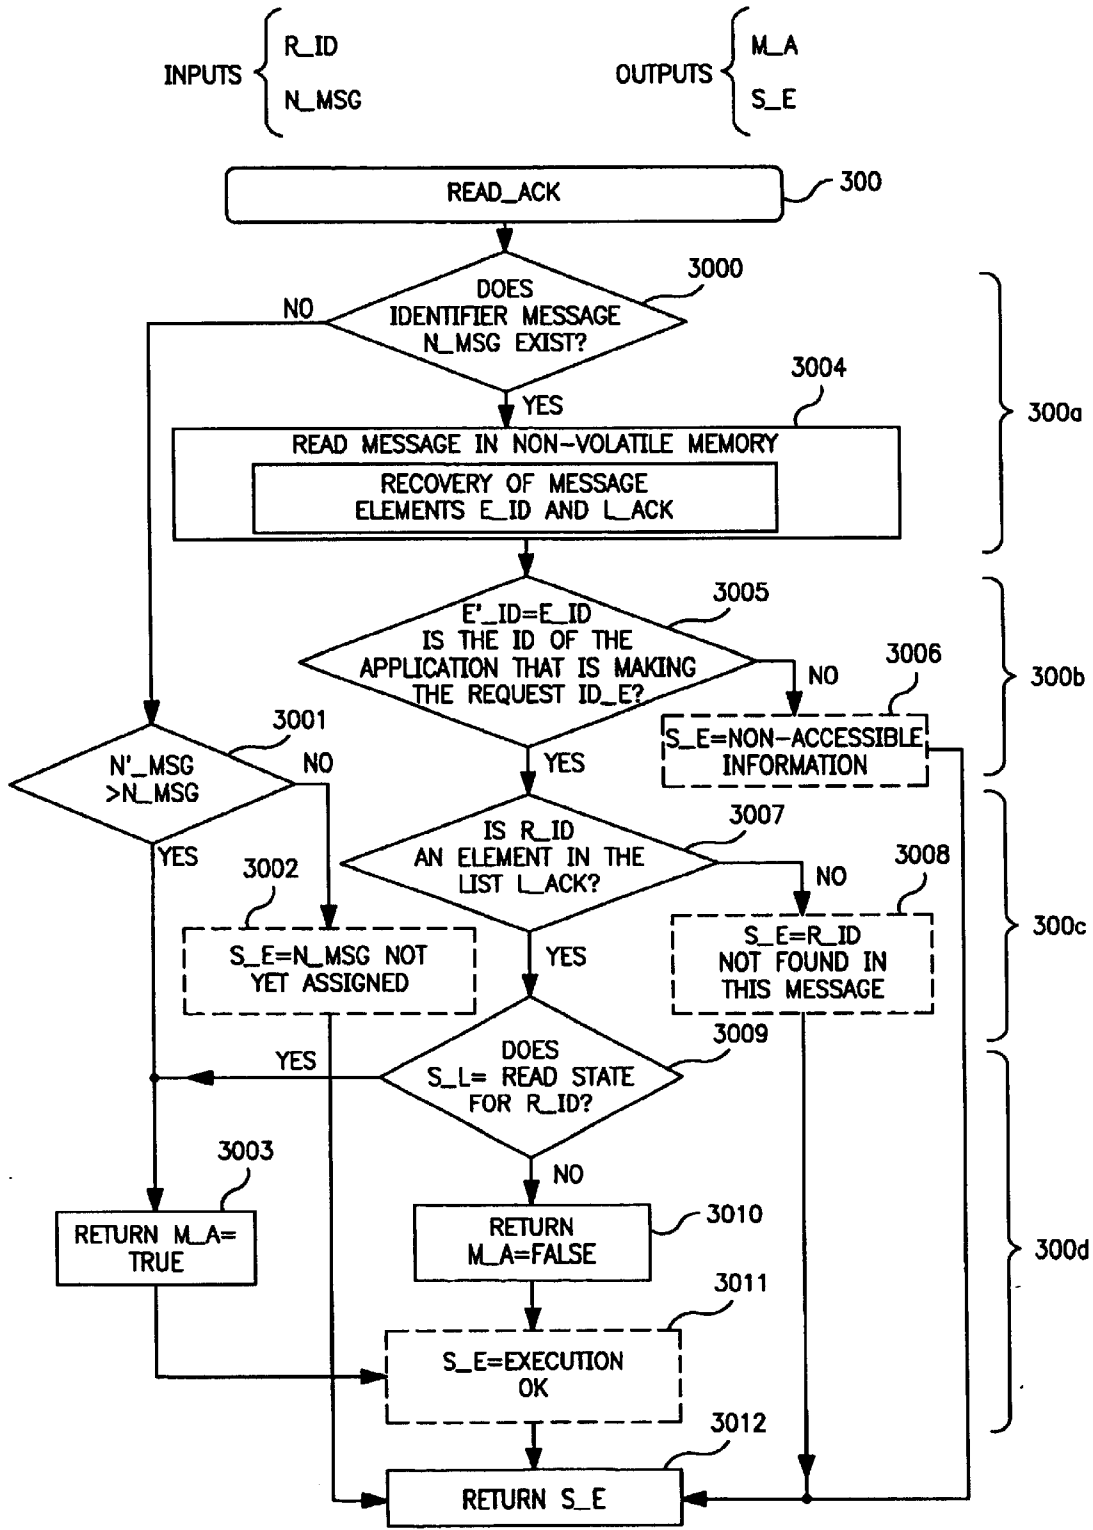 INPUTS
R_ID
N_MSG
OUTPUTS
M_A
S_E
READ_ACK
300
DOES
IDENTIFIER MESSAGE
N_MSG EXIST?
3000
NO
YES
3004
READ MESSAGE IN NON-VOLATILE MEMORY
RECOVERY OF MESSAGE
ELEMENTS E_ID AND L_ACK
300a
E'_ID=E_ID
IS THE ID OF THE
APPLICATION THAT IS MAKING
THE REQUEST ID_E?
3005
NO
YES
3006
S_E=NON-ACCESSIBLE
INFORMATION
300b
N'_MSG
>N_MSG
3001
NO
YES
3002
S_E=N_MSG NOT
YET ASSIGNED
IS R_ID
AN ELEMENT IN THE
LIST L_ACK?
3007
NO
YES
3008
S_E=R_ID
NOT FOUND IN
THIS MESSAGE
300c
DOES
S_L= READ STATE
FOR R_ID?
3009
YES
NO
3003
RETURN M_A=
TRUE
RETURN
M_A=FALSE
3010
300d
3011
S_E=EXECUTION
OK
3012
RETURN S_E